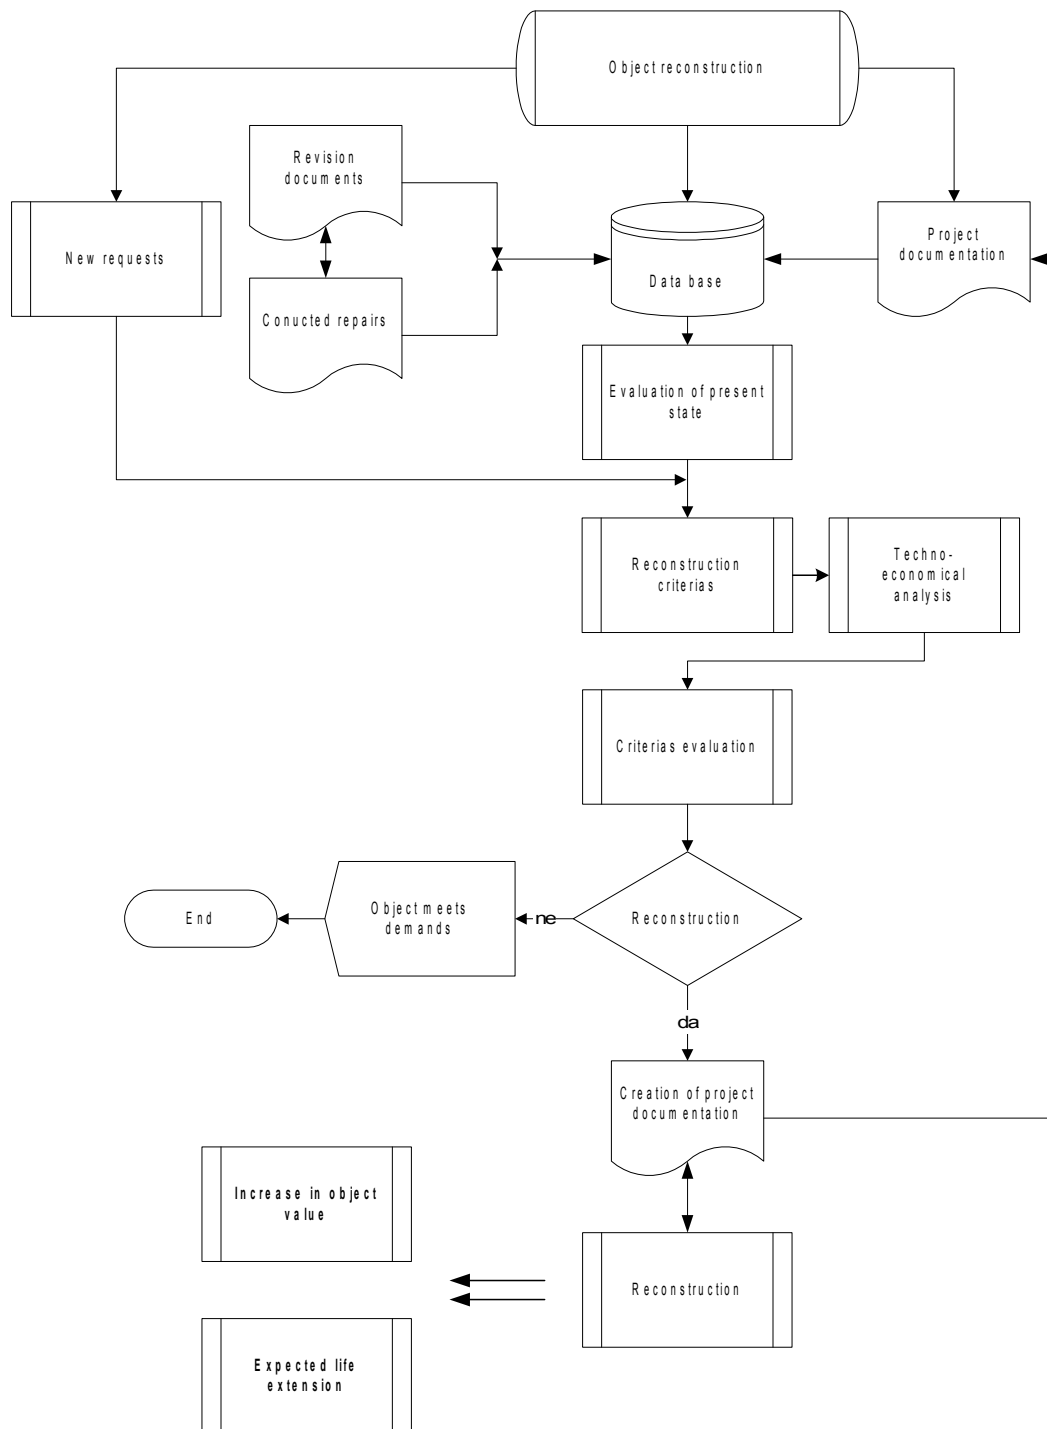 Object reconstruction
Revision
documents
New requests
Project
documentation
Data base
Conucted repairs
Evaluation of present
state
Reconstruction
criterias
Techno-
economical
analysis
Criterias evaluation
Reconstruction
ne
Object meets
demands
End
da
Creation of project
documentation
Increase in object
value
Reconstruction
Expected life
extension